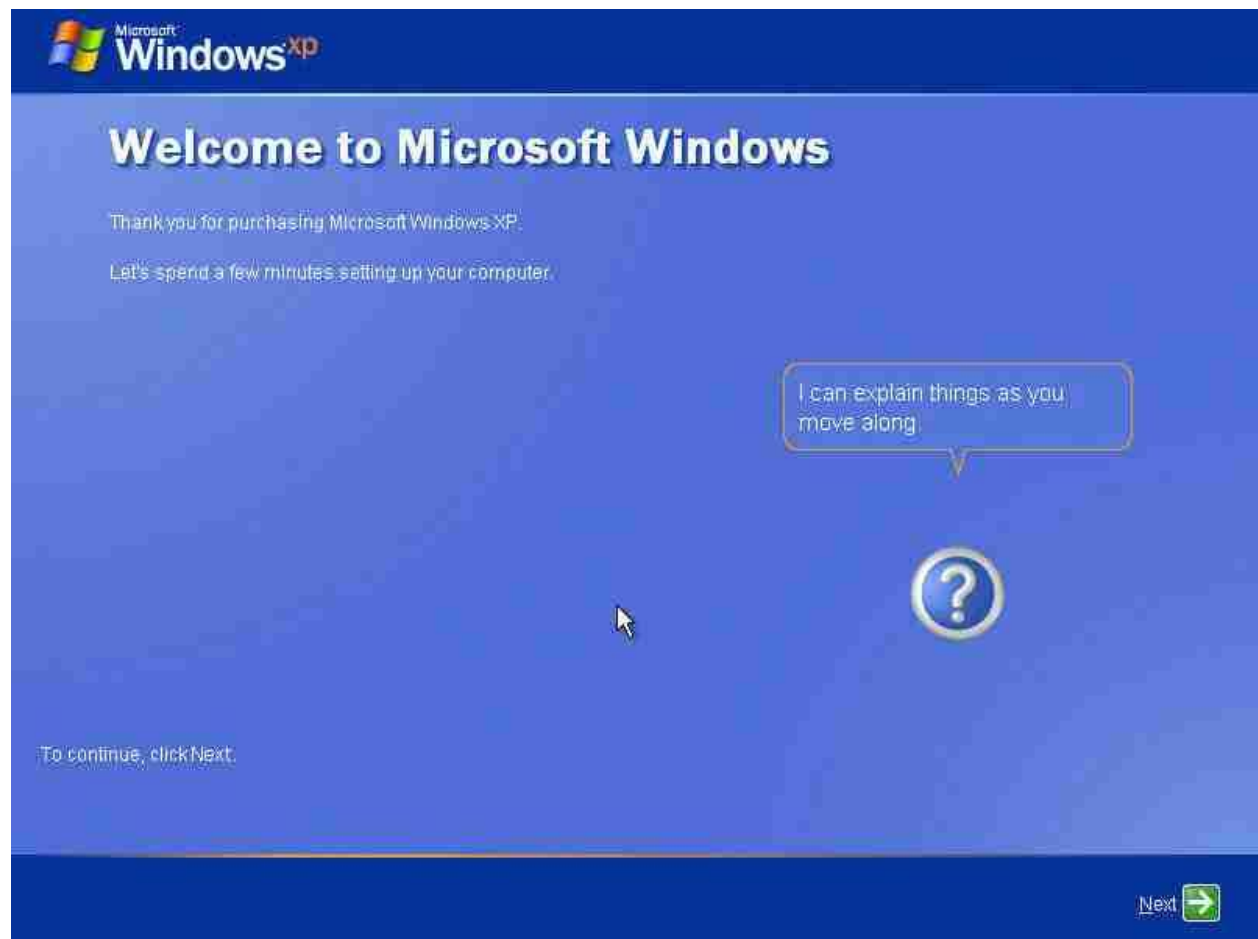 Microsoft
Windows xp
Welcome to Microsoft Windows
Thank you for purchasing Microsoft Windows XP.
Let's spend a few minutes setting up your computer.
I can explain things as you
move along.
?
To continue, click Next.
Next